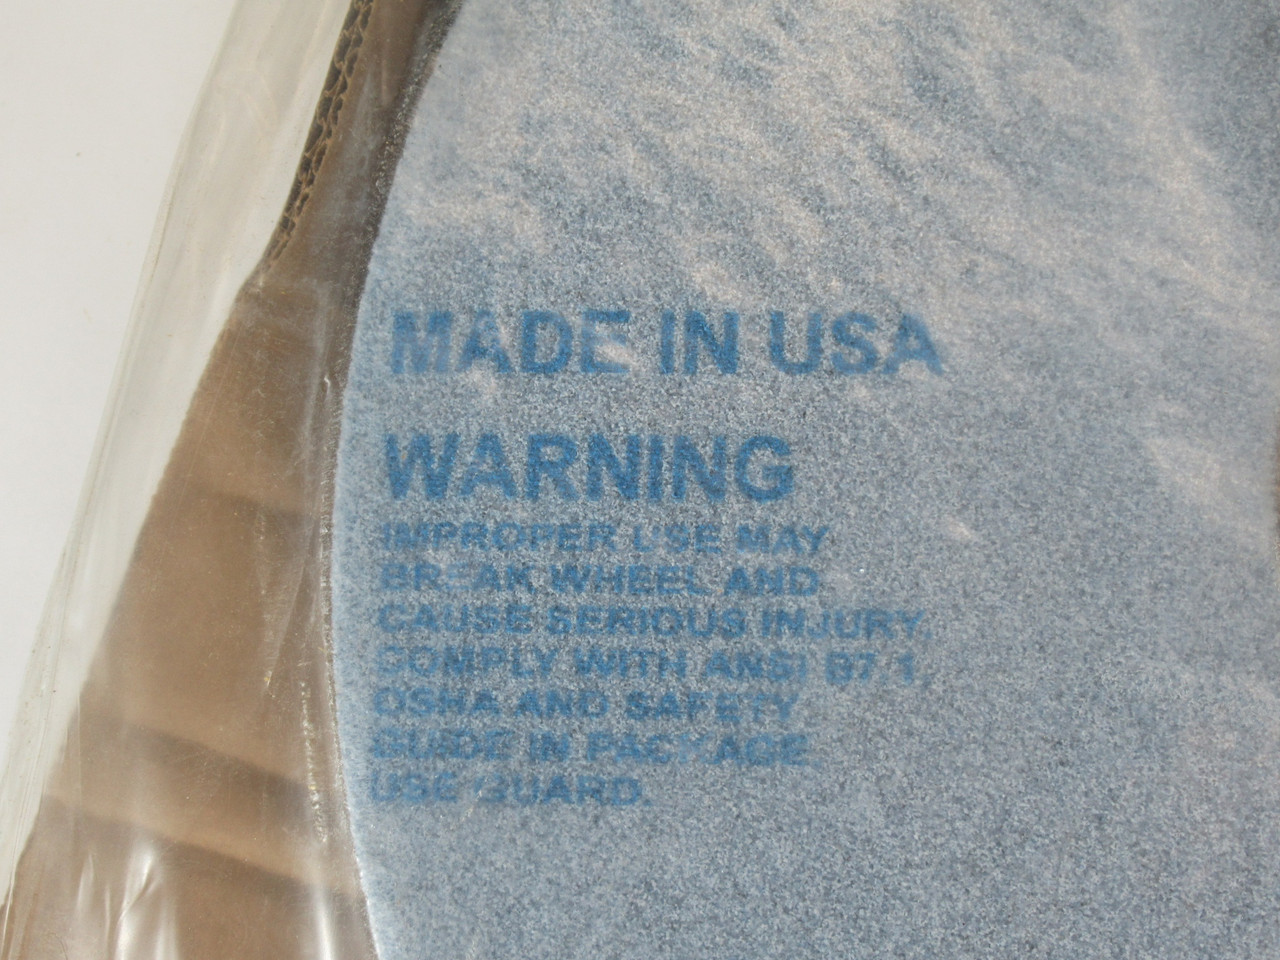 MADE IN USA
WARNING
IMPROPER USE MAY
BREAK WHEEL AND
CAUSE SERIOUS INJURY.
COMPLY WITH ANSI B7.1
OSHA AND SAFETY
GUIDE IN PACKAGE
USE GUARD.